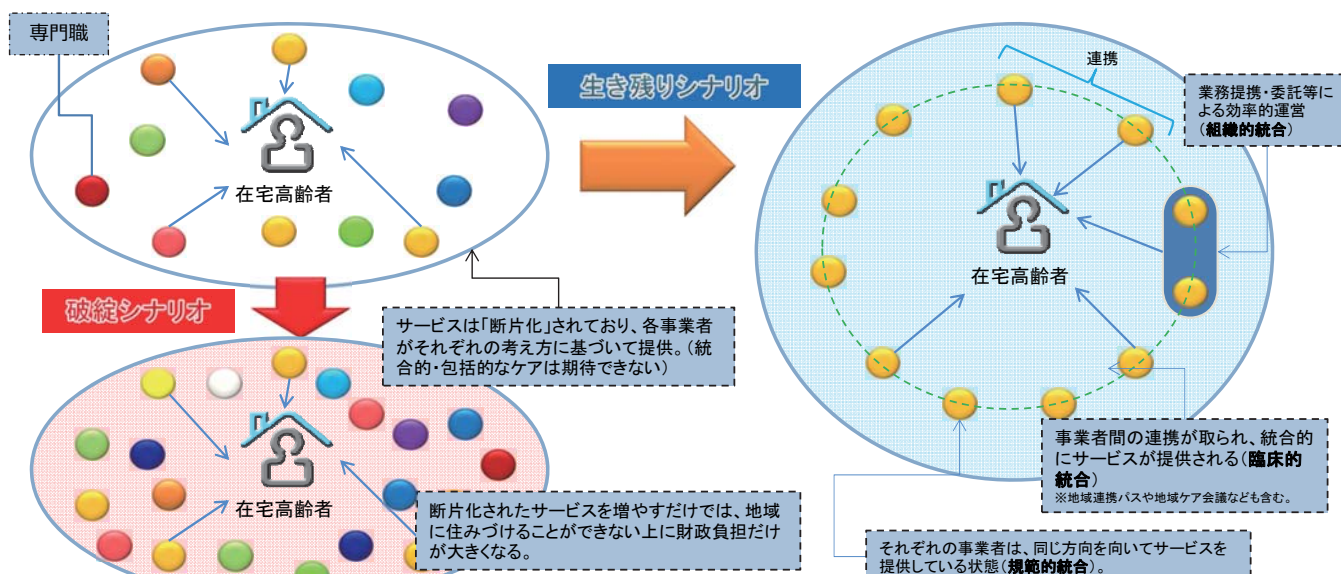 専門職
在宅高齢者
生き残りシナリオ
連携
業務提携・委託等に
よる効率的運営
(組織的統合)
在宅高齢者
破綻シナリオ
サービスは「断片化」されており、各事業者
がそれぞれの考え方に基づいて提供。(統
合的・包括的なケアは期待できない)
在宅高齢者
断片化されたサービスを増やすだけでは、地域
に住みづけることができない上に財政負担だけ
が大きくなる。
事業者間の連携が取られ、統合的
にサービスが提供される(臨床的
統合)
※地域連携パスや地域ケア会議なども含む。
それぞれの事業者は、同じ方向を向いてサービスを
提供している状態(規範的統合)。